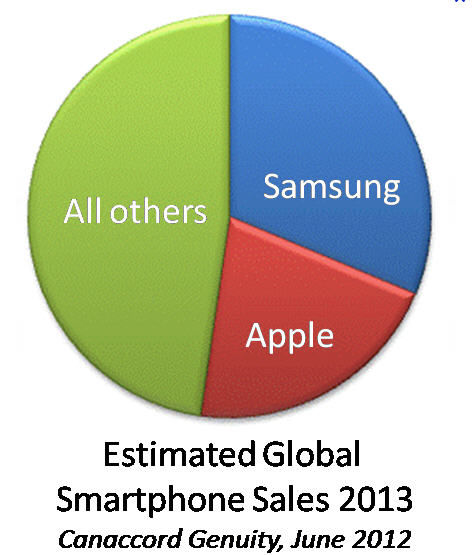 Samsung
All others
Apple
Estimated Global
Smartphone Sales 2013
Canaccord Genuity, June 2012